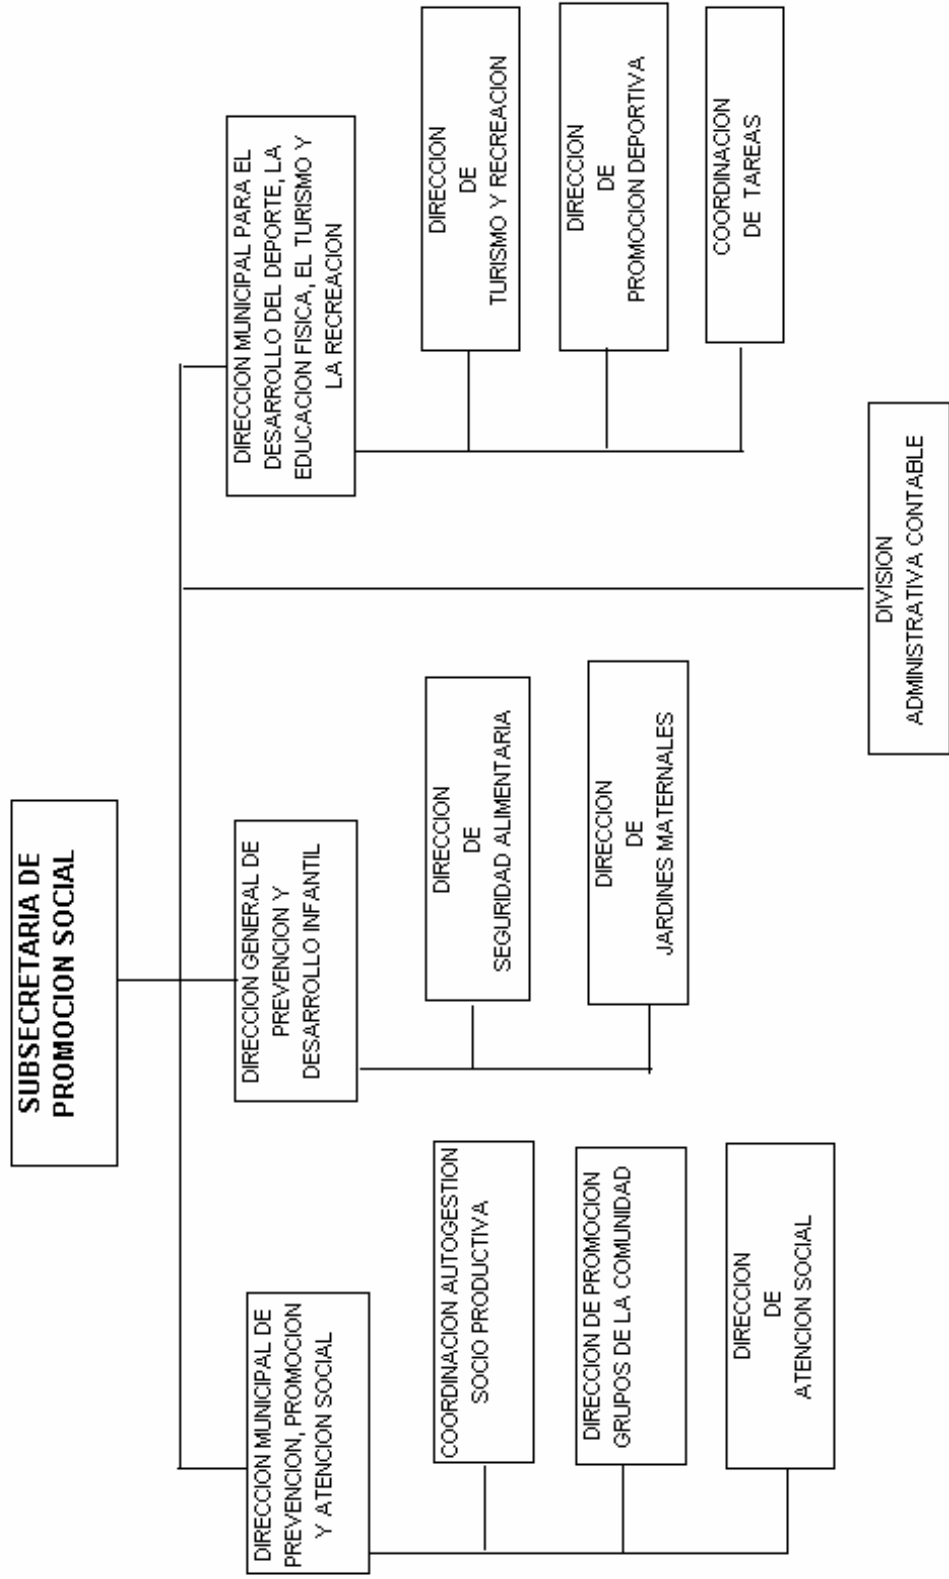 SUBSECRETARIA DE
PROMOCION SOCIAL
DIRECCION MUNICIPAL DE
PREVENCION, PROMOCION
Y ATENCION SOCIAL
COORDINACION AUTOGESTION
SOCIO PRODUCTIVA
DIRECCION DE PROMOCION
GRUPOS DE LA COMUNIDAD
DIRECCION
DE
ATENCION SOCIAL
DIRECCION GENERAL DE
PREVENCION Y
DESARROLLO INFANTIL
DIRECCION
DE
SEGURIDAD ALIMENTARIA
DIRECCION
DE
JARDINES MATERNALES
DIVISION
ADMINISTRATIVA CONTABLE
DIRECCION MUNICIPAL PARA EL
DESARROLLO DEL DEPORTE, LA
EDUCACION FISICA, EL TURISMO Y
LA RECREACION
DIRECCION
DE
TURISMO Y RECREACION
DIRECCION
DE
PROMOCION DEPORTIVA
COORDINACION
DE TAREAS